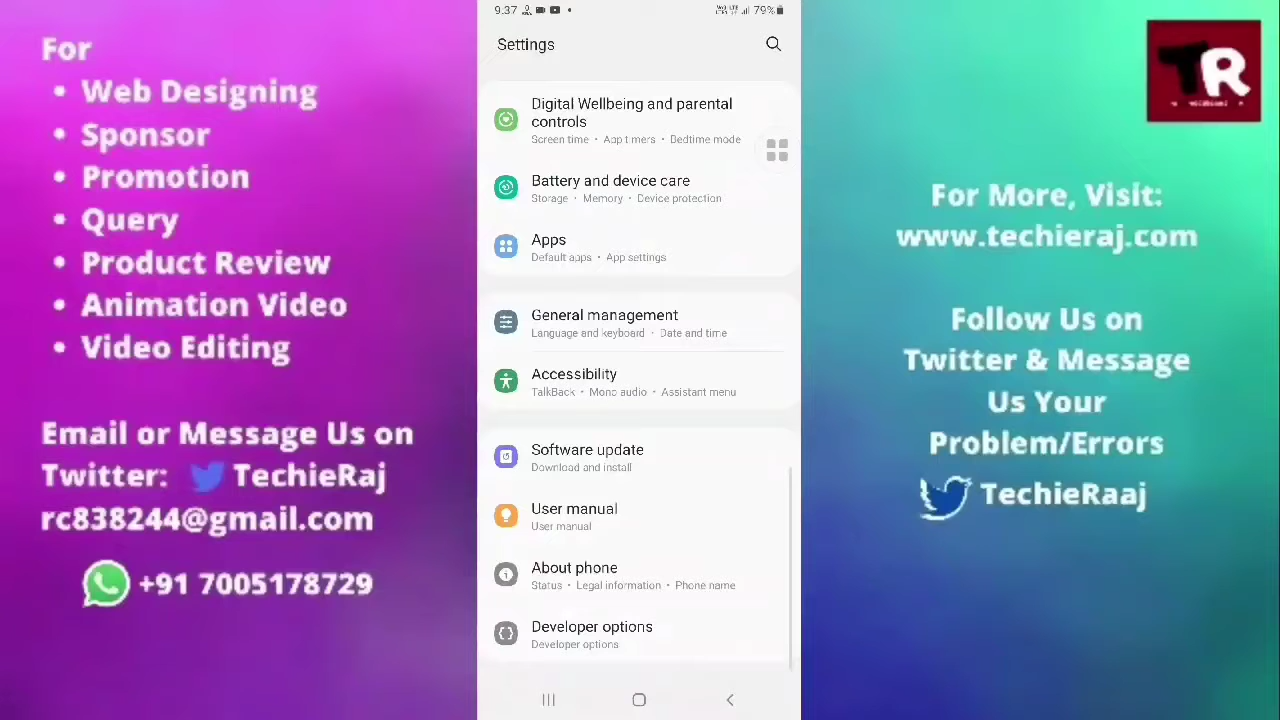 For
• Web Designing
• Sponsor
• Promotion
• Query
• Product Review
• Animation Video
• Video Editing
Email or Message Us on
Twitter: TechieRaj
rc838244@gmail.com
+91 7005178729
9:37
79%
Settings
Digital Wellbeing and parental
controls
Screen time • App timers • Bedtime mode
Battery and device care
Storage • Memory • Device protection
Apps
Default apps • App settings
General management
Language and keyboard • Date and time
Accessibility
TalkBack • Mono audio • Assistant menu
Software update
Download and install
User manual
User manual
About phone
Status • Legal information • Phone name
Developer options
Developer options
TR
For More, Visit:
www.techieraj.com
Follow Us on
Twitter & Message
Us Your
Problem/Errors
TechieRaaj